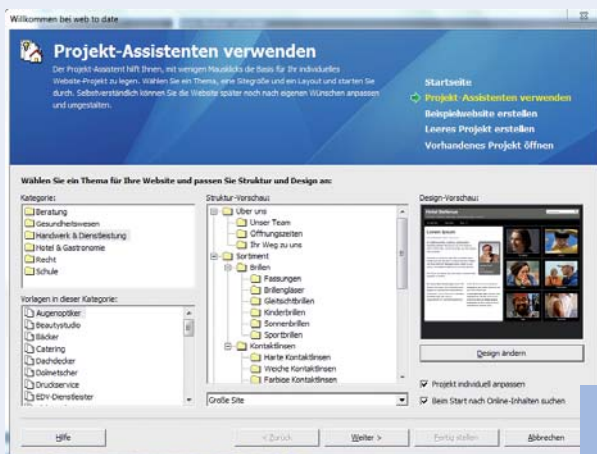 Willkommen bei web to date
Projekt-Assistenten verwenden
Der Projekt-Assistent hilft Ihnen, mit wenigen Mausklicks die Basis für Ihr individuelles
Website-Projekt zu legen. Wählen Sie ein Thema, eine Sitegröße und ein Layout und starten Sie
durch. Selbstverständlich können Sie die Website später noch nach eigenen Wünschen anpassen
und umgestalten.
Startseite
Projekt-Assistenten verwenden
Beispielwebsite erstellen
Leeres Projekt erstellen
Vorhandenes Projekt öffnen
Wählen Sie ein Thema für Ihre Website und passen Sie Struktur und Design an:
Kategorie:
Beratung
Gesundheitswesen
Handwerk & Dienstleistung
Hotel & Gastronomie
Recht
Schule
Vorlagen in dieser Kategorie:
Augenoptiker
Beautystudio
Bäcker
Catering
Dachdecker
Dolmetscher
Druckservice
EDV-Dienstleister
Struktur-Vorschau:
Über uns
Unser Team
Öffnungszeiten
Ihr Weg zu uns
Sortiment
Brillen
Fassungen
Brillengläser
Gleitsichtbrillen
Kinderbrillen
Sonnenbrillen
Sportbrillen
Kontaktlinsen
Harte Kontaktlinsen
Weiche Kontaktlinsen
Farbige Kontaktlinsen
Große Site
Design-Vorschau:
Lorem Ipsum
Design ändern
Projekt individuell anpassen
Beim Start nach Online-Inhalten suchen
Hilfe
< Zurück
Weiter >
Fertig stellen
Abbrechen